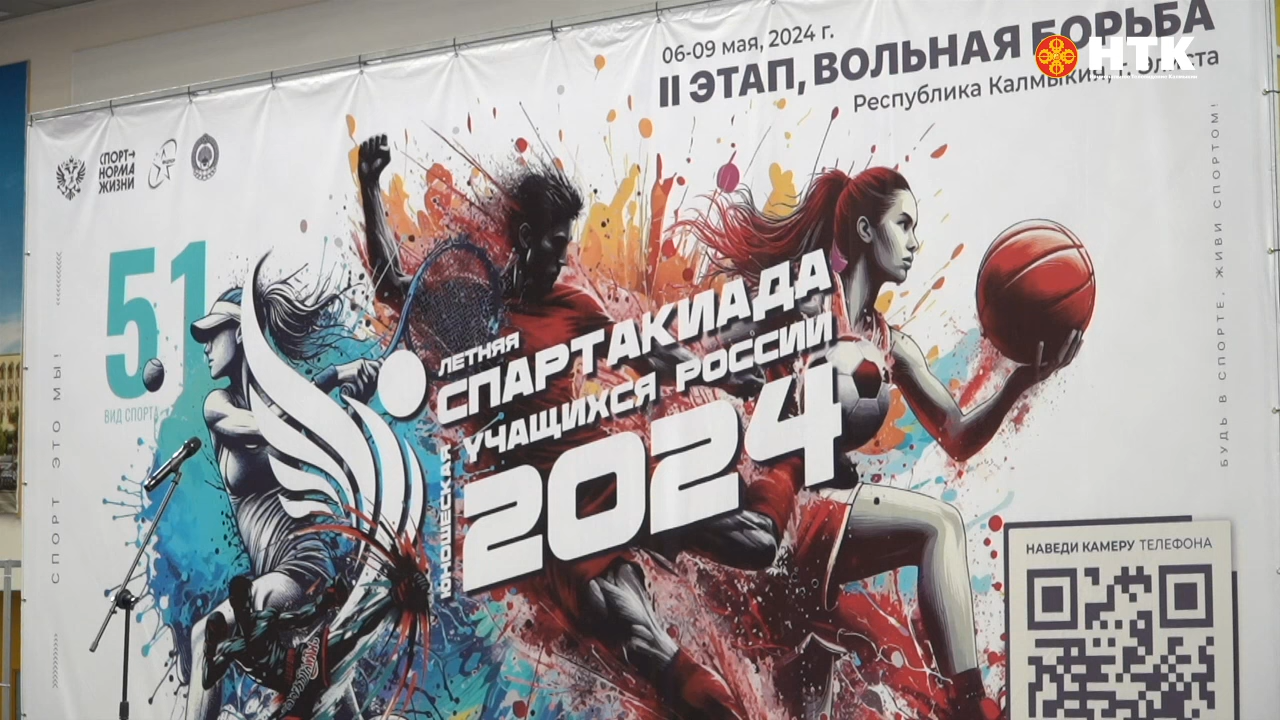 06-09 мая, 2024 г.
II ЭТАП, ВОЛЬНАЯ БОРЬБА
Республика Калмыкия, г. Элиста
НТК
СПОРТ→
НОРМА
ЖИЗНИ
51
ВИД СПОРТА
ЛЕТНЯЯ
СПАРТАКИАДА
УЧАЩИХСЯ РОССИИ
ЮНОШЕСКАЯ
2024
СПОРТ ЭТО МЫ!
БУДЬ В СПОРТЕ, ЖИВИ СПОРТОМ!
НАВЕДИ КАМЕРУ ТЕЛЕФОНА